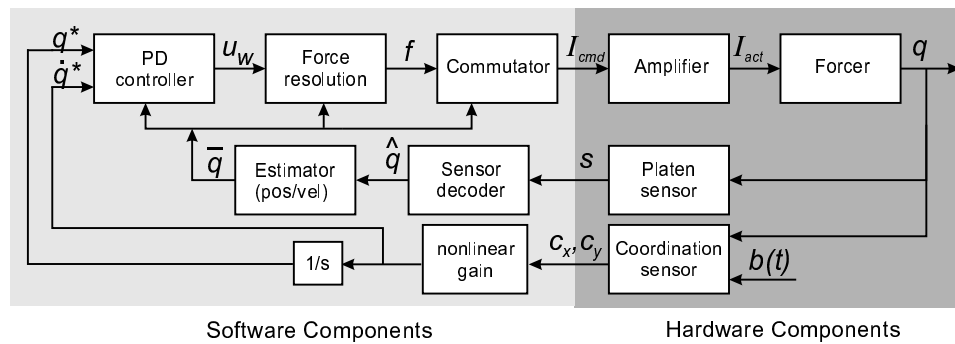 q*
q̇*
PD
controller
u_w
Force
resolution
f
Commutator
I_cmd
Amplifier
I_act
Forcer
q
q̄
Estimator
(pos/vel)
q̂
Sensor
decoder
s
Platen
sensor
1/s
nonlinear
gain
c_x,c_y
Coordination
sensor
b(t)
Software Components
Hardware Components